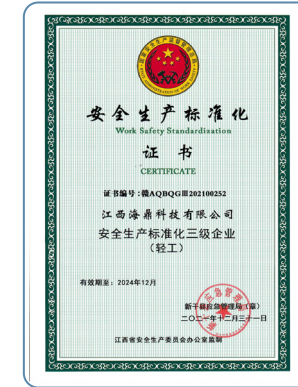 安全生产标准化
Work Safety Standardization
证 书
CERTIFICATE
证书编号：赣AQBQGⅢ202100252
江西海鼎科技有限公司
安全生产标准化三级企业
（轻工）
有效期至：2024年12月
新干县应急管理局（章）
二〇二一年十二月三十一日
江西省安全生产委员会办公室监制